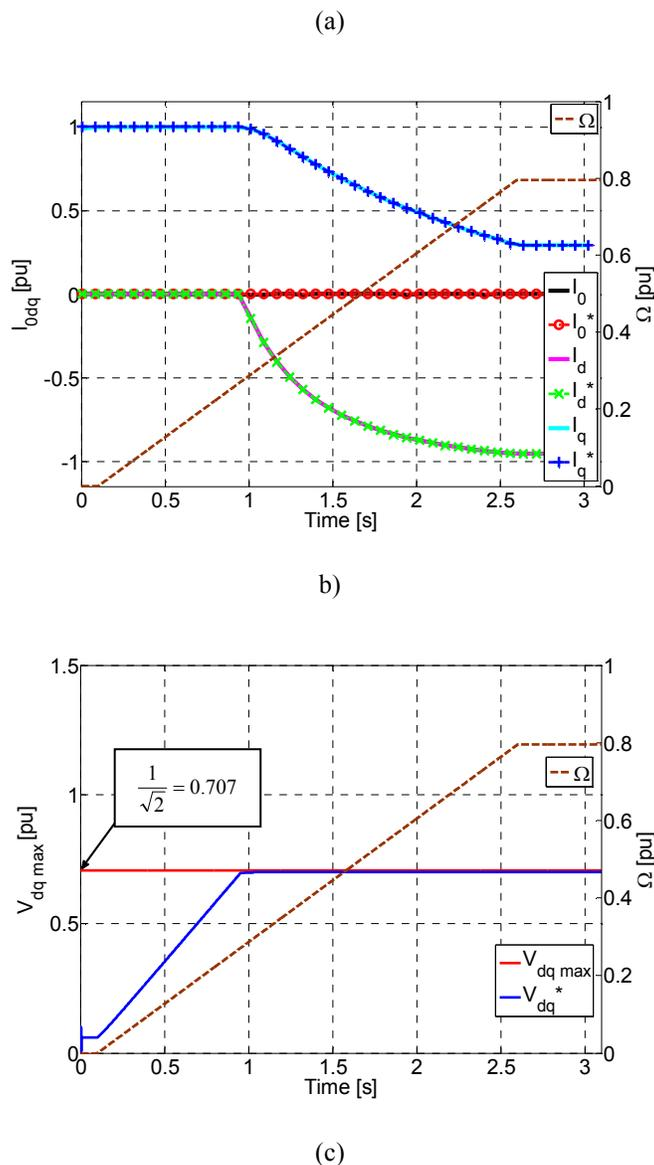 (a)
1
0.5
0
-0.5
-1
I0dq [pu]
0 0.5 1 1.5 2 2.5 3
Time [s]
1
0.8
0.6
0.4
0.2
0
Ω [pu]
Ω
I0
I0*
Id
Id*
Iq
Iq*
b)
1.5
1
0.5
0
Vdq max [pu]
1/√2 = 0.707
0 0.5 1 1.5 2 2.5 3
Time [s]
1
0.8
0.6
0.4
0.2
0
Ω [pu]
Ω
Vdq max
Vdq*
(c)